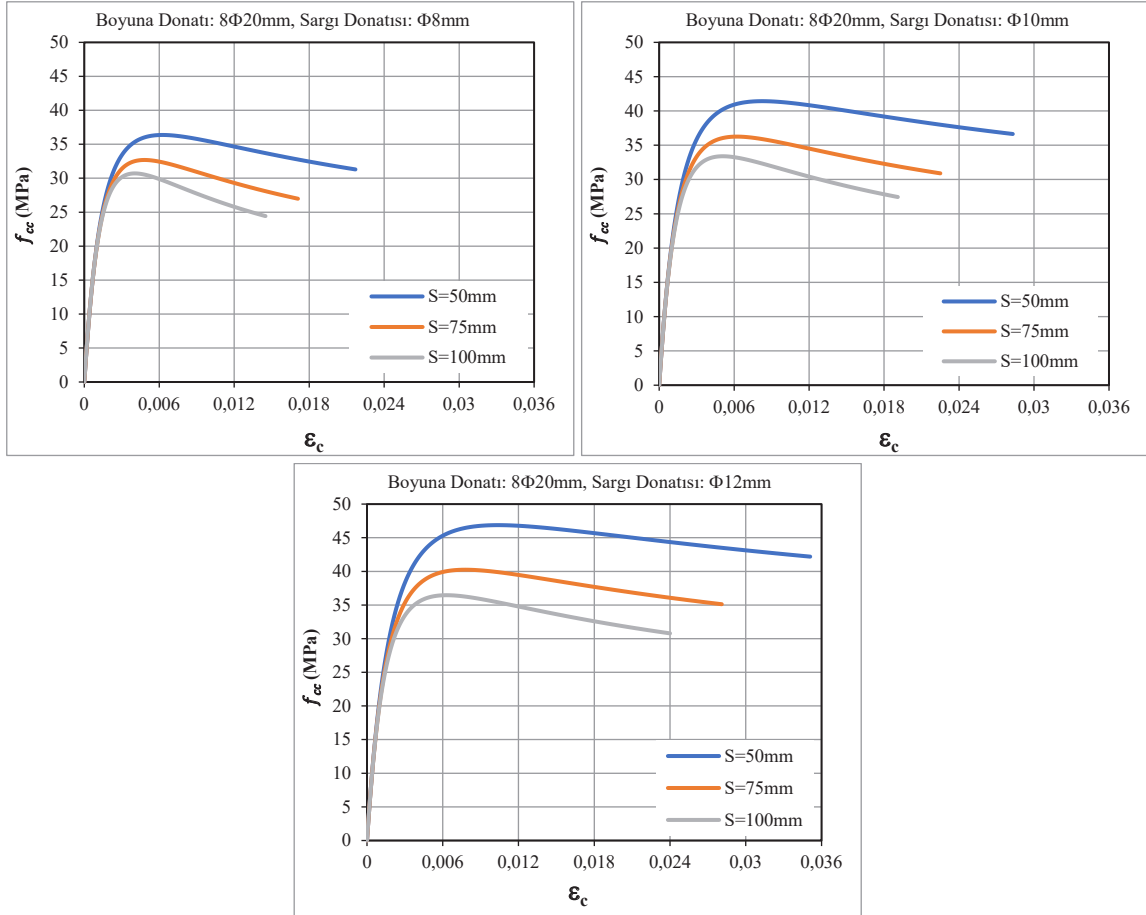 Boyuna Donatı: 8Φ20mm, Sargı Donatısı: Φ8mm
50
45
40
35
30
25
20
15
10
5
0
f_cc (MPa)
S=50mm
S=75mm
S=100mm
0 0,006 0,012 0,018 0,024 0,03 0,036
ε_c
Boyuna Donatı: 8Φ20mm, Sargı Donatısı: Φ10mm
50
45
40
35
30
25
20
15
10
5
0
f_cc (MPa)
S=50mm
S=75mm
S=100mm
0 0,006 0,012 0,018 0,024 0,03 0,036
ε_c
Boyuna Donatı: 8Φ20mm, Sargı Donatısı: Φ12mm
50
45
40
35
30
25
20
15
10
5
0
f_cc (MPa)
S=50mm
S=75mm
S=100mm
0 0,006 0,012 0,018 0,024 0,03 0,036
ε_c